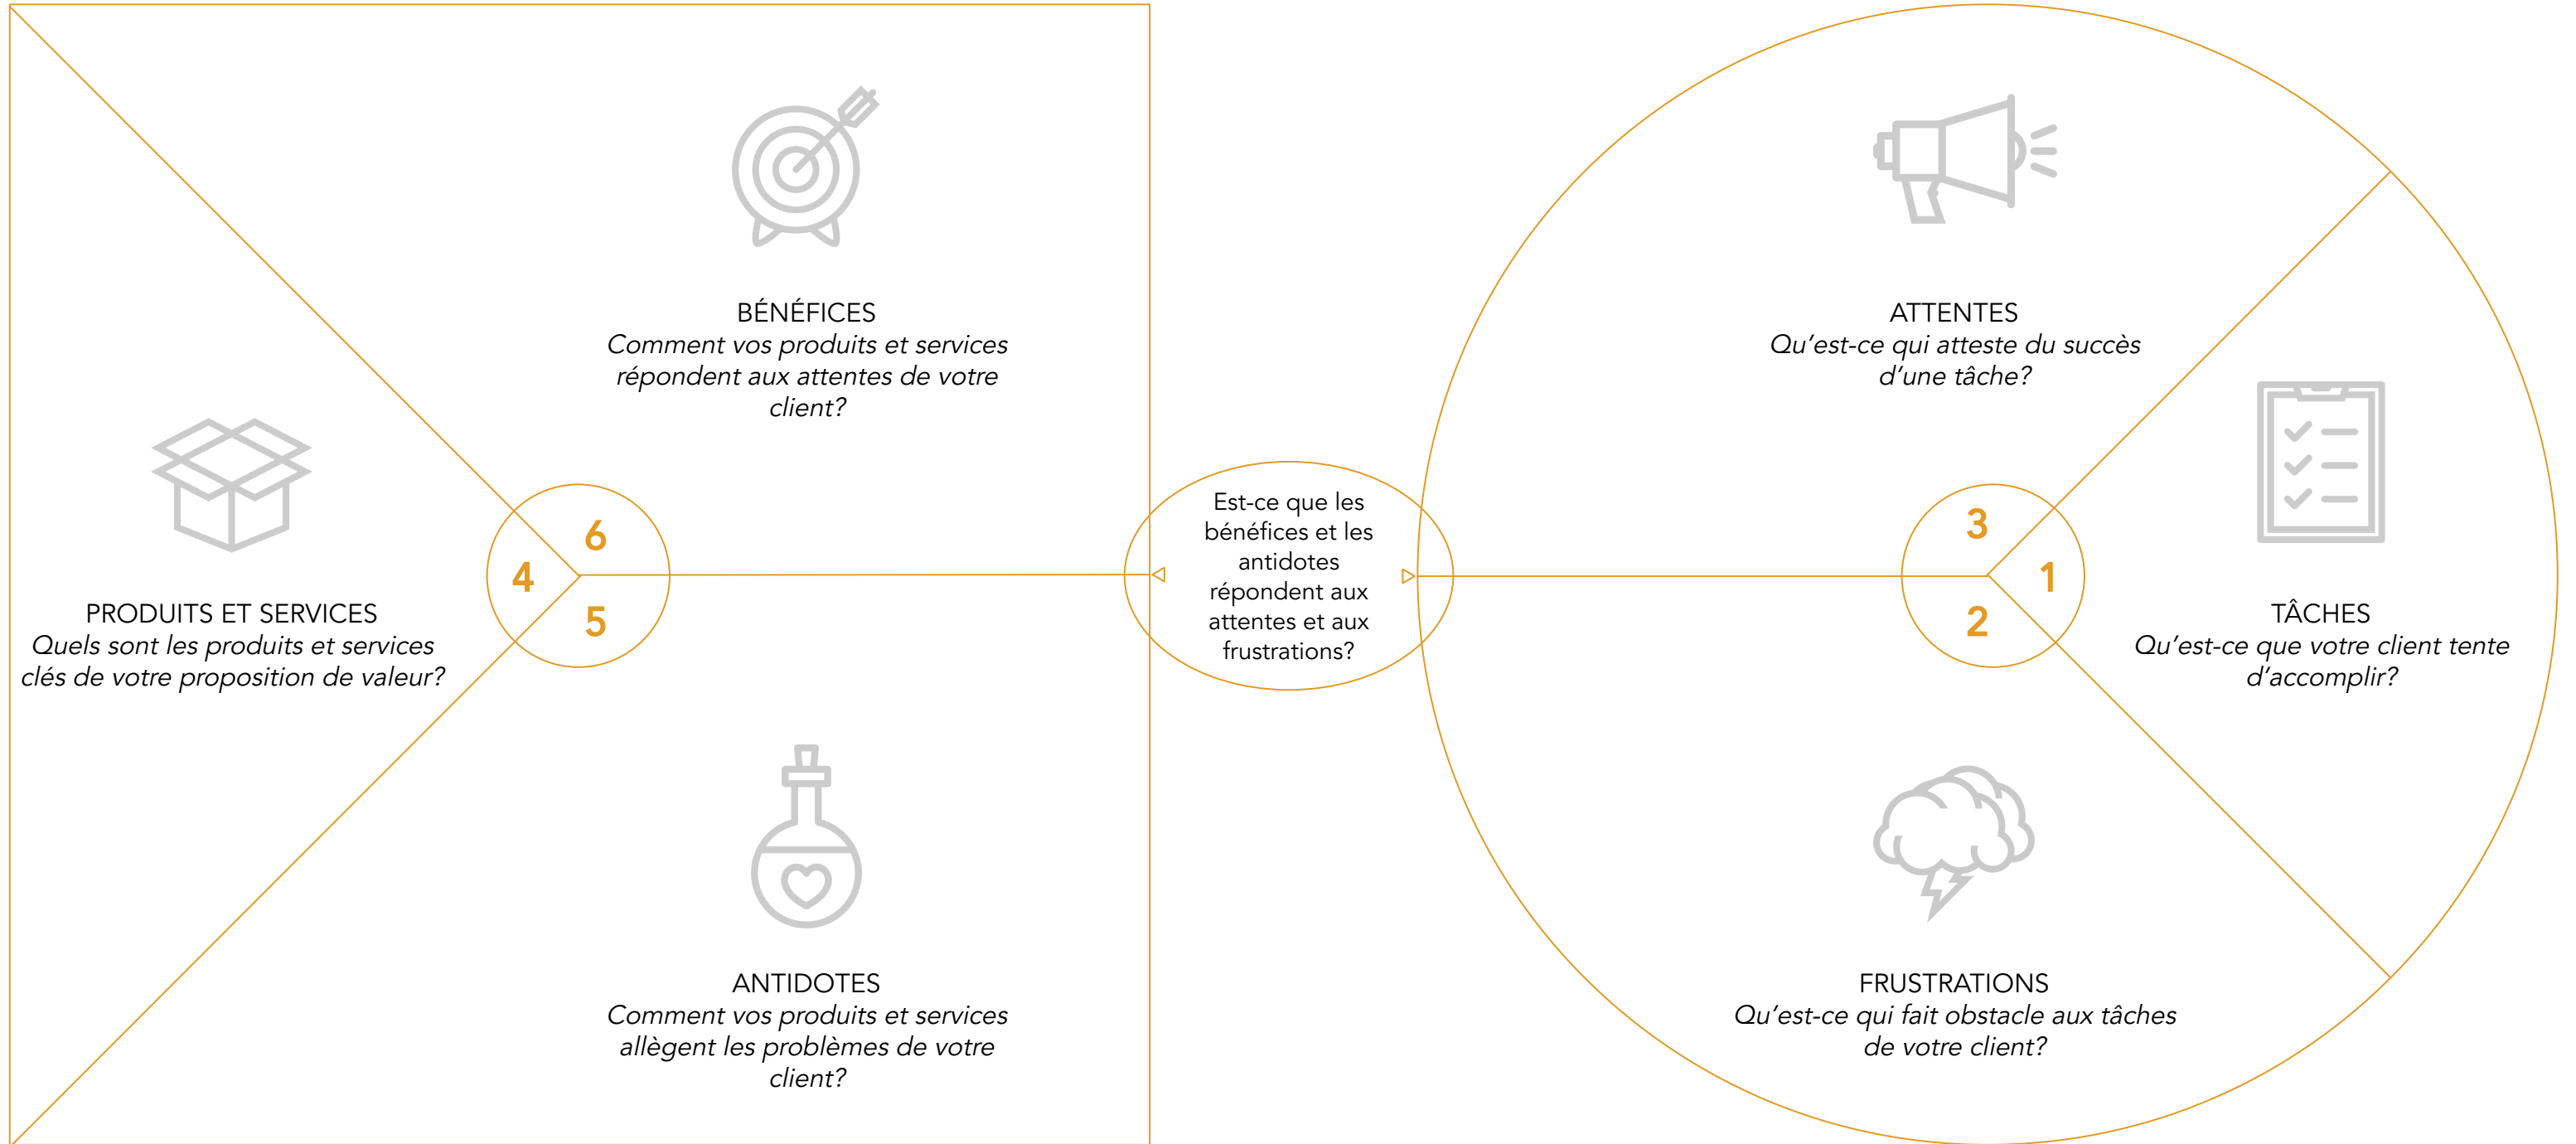 BÉNÉFICES
Comment vos produits et services
répondent aux attentes de votre
client?
PRODUITS ET SERVICES
Quels sont les produits et services
clés de votre proposition de valeur?
6
4
5
ANTIDOTES
Comment vos produits et services
allègent les problèmes de votre
client?
Est-ce que les
bénéfices et les
antidotes
répondent aux
attentes et aux
frustrations?
ATTENTES
Qu’est-ce qui atteste du succès
d’une tâche?
3
1
2
TÂCHES
Qu’est-ce que votre client tente
d’accomplir?
FRUSTRATIONS
Qu’est-ce qui fait obstacle aux tâches
de votre client?